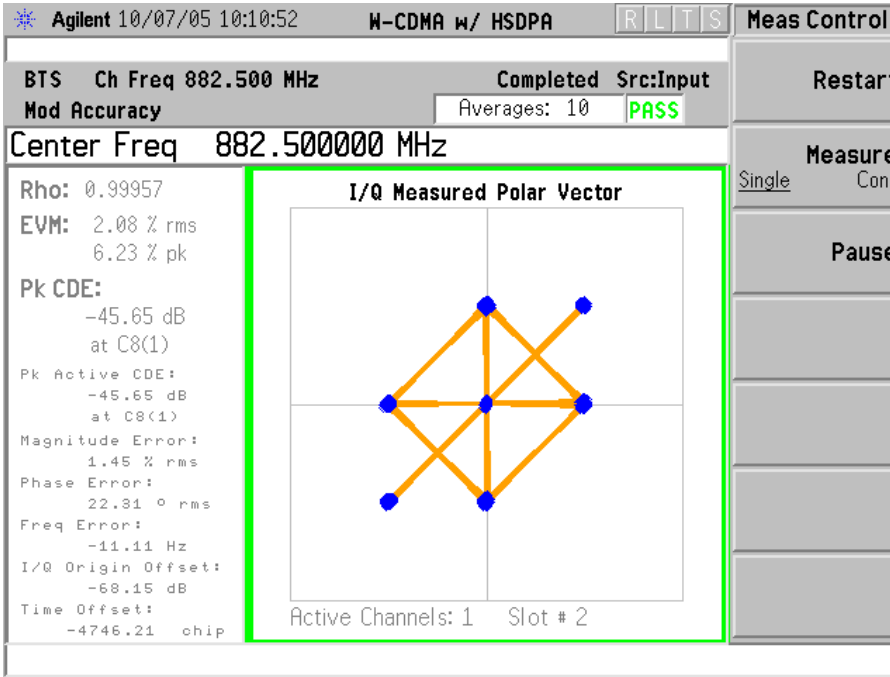 Agilent 10/07/05 10:10:52 W-CDMA w/ HSDPA R L T S Meas Control
BTS Ch Freq 882.500 MHz Completed Src:Input
Mod Accuracy Averages: 10 PASS
Center Freq 882.500000 MHz
Rho: 0.99957
EVM: 2.08 % rms
6.23 % pk
Pk CDE:
-45.65 dB
at C8(1)
Pk Active CDE:
-45.65 dB
at C8(1)
Magnitude Error:
1.45 % rms
Phase Error:
22.31 º rms
Freq Error:
-11.11 Hz
I/Q Origin Offset:
-68.15 dB
Time Offset:
-4746.21 chip
I/Q Measured Polar Vector
Active Channels: 1 Slot # 2
Restar
Measure
Single Con
Pause